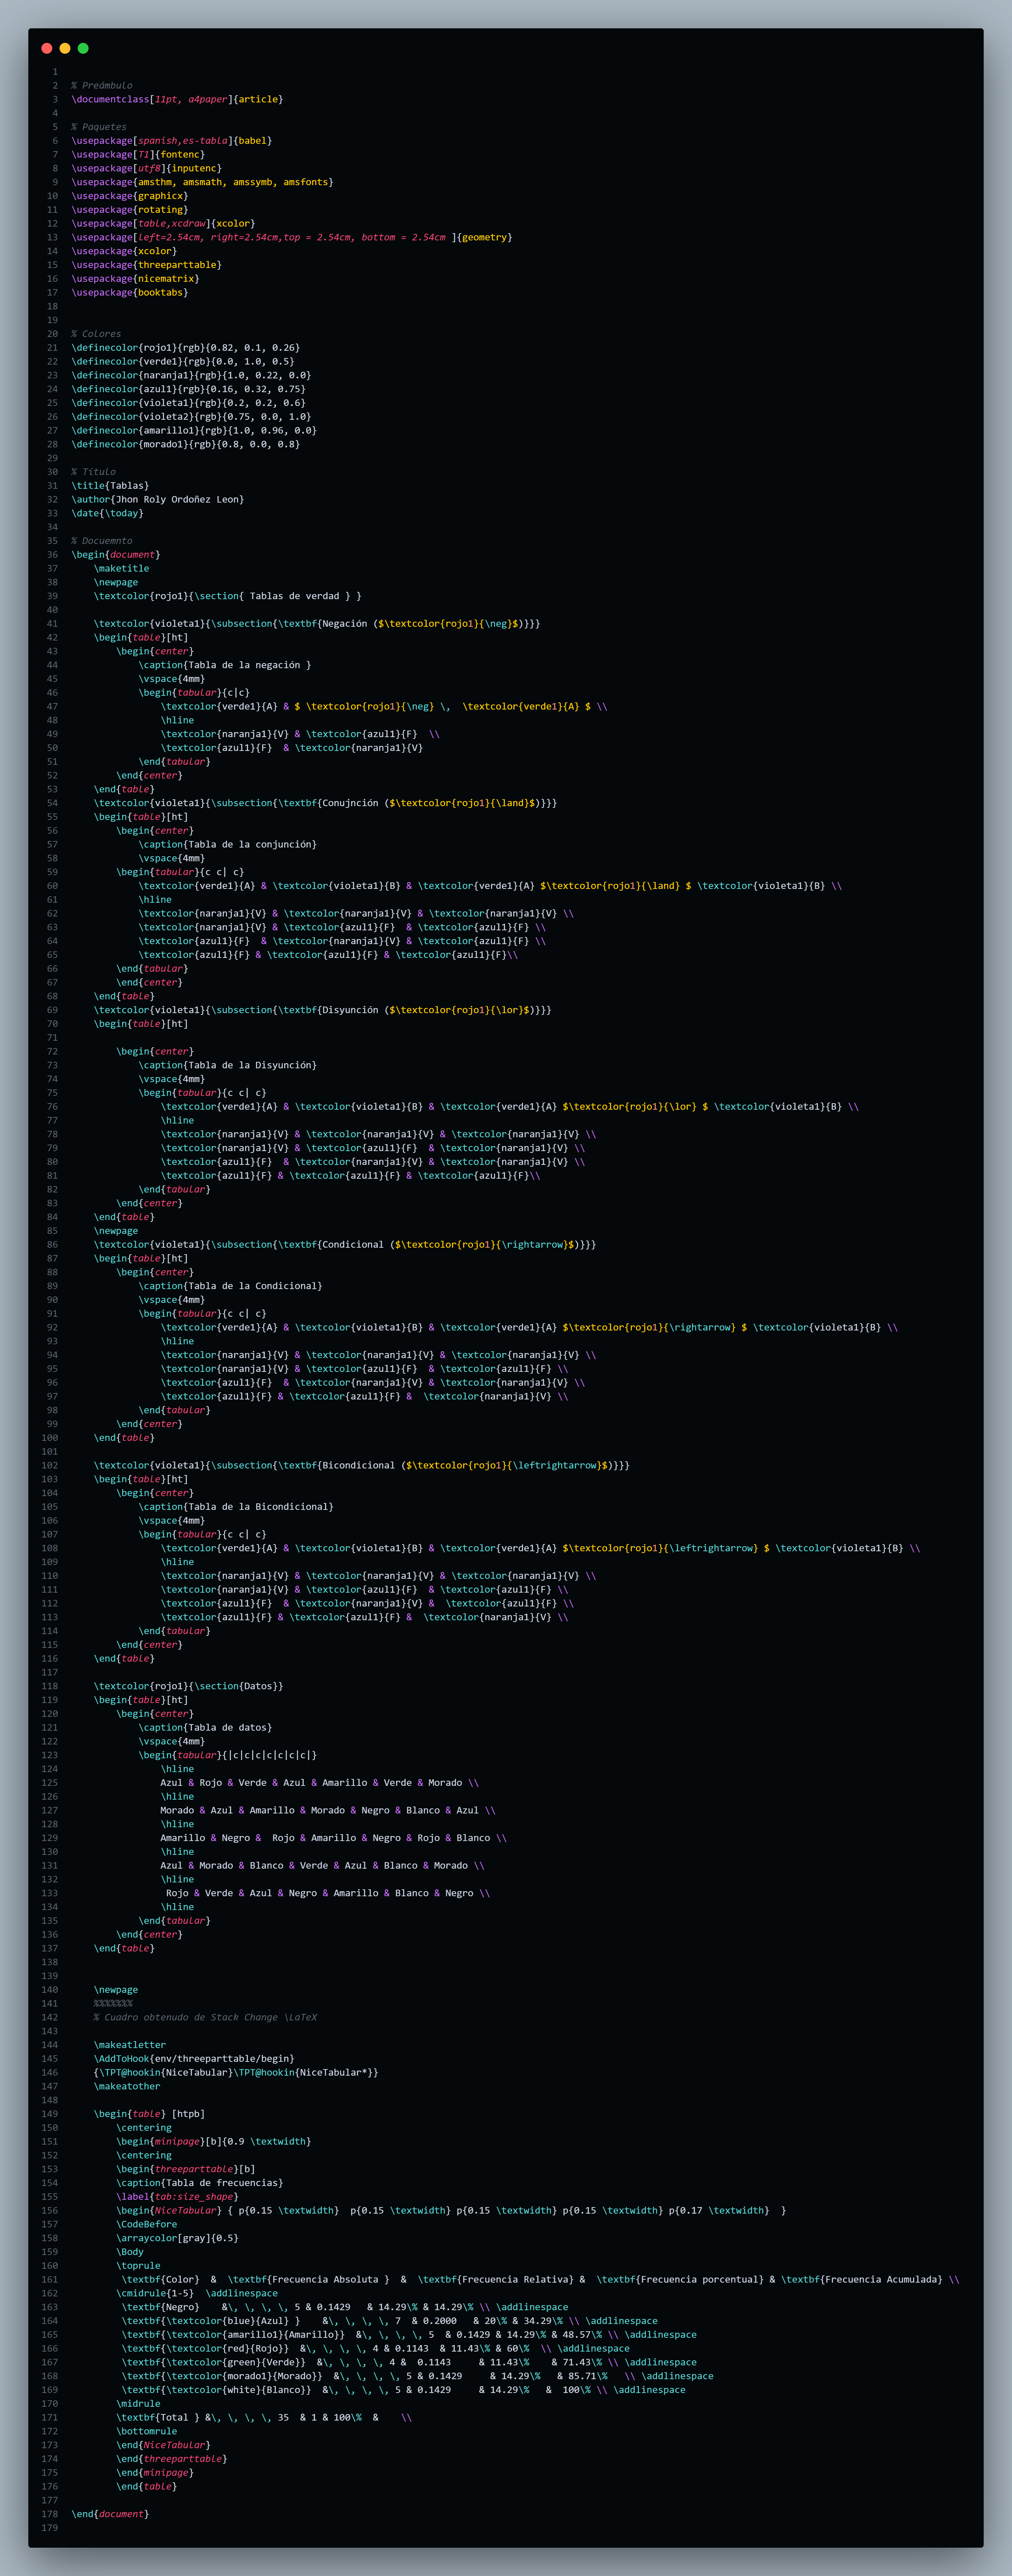 1
2 % Preámbulo
3 \documentclass[11pt, a4paper]{article}
4
5 % Paquetes
6 \usepackage[spanish,es-tabla]{babel}
7 \usepackage[T1]{fontenc}
8 \usepackage[utf8]{inputenc}
9 \usepackage{amsthm, amsmath, amssymb, amsfonts}
10 \usepackage{graphicx}
11 \usepackage{rotating}
12 \usepackage[table,xcdraw]{xcolor}
13 \usepackage[left=2.54cm, right=2.54cm,top = 2.54cm, bottom = 2.54cm ]{geometry}
14 \usepackage{xcolor}
15 \usepackage{threeparttable}
16 \usepackage{nicematrix}
17 \usepackage{booktabs}
18
19
20 % Colores
21 \definecolor{rojo1}{rgb}{0.82, 0.1, 0.26}
22 \definecolor{verde1}{rgb}{0.0, 1.0, 0.5}
23 \definecolor{naranja1}{rgb}{1.0, 0.22, 0.0}
24 \definecolor{azul1}{rgb}{0.16, 0.32, 0.75}
25 \definecolor{violeta1}{rgb}{0.2, 0.2, 0.6}
26 \definecolor{violeta2}{rgb}{0.75, 0.0, 1.0}
27 \definecolor{amarillo1}{rgb}{1.0, 0.96, 0.0}
28 \definecolor{morado1}{rgb}{0.8, 0.0, 0.8}
29
30 % Título
31 \title{Tablas}
32 \author{Jhon Roly Ordoñez Leon}
33 \date{\today}
34
35 % Docuemnto
36 \begin{document}
37 \maketitle
38 \newpage
39 \textcolor{rojo1}{\section{ Tablas de verdad } }
40
41 \textcolor{violeta1}{\subsection{\textbf{Negación ($\textcolor{rojo1}{\neg}$)}}}
42 \begin{table}[ht]
43 \begin{center}
44 \caption{Tabla de la negación }
45 \vspace{4mm}
46 \begin{tabular}{c|c}
47 \textcolor{verde1}{A} & $ \textcolor{rojo1}{\neg} \,  \textcolor{verde1}{A} $ \\
48 \hline
49 \textcolor{naranja1}{V} & \textcolor{azul1}{F}  \\
50 \textcolor{azul1}{F}  & \textcolor{naranja1}{V}
51 \end{tabular}
52 \end{center}
53 \end{table}
54 \textcolor{violeta1}{\subsection{\textbf{Conujnción ($\textcolor{rojo1}{\land}$)}}}
55 \begin{table}[ht]
56 \begin{center}
57 \caption{Tabla de la conjunción}
58 \vspace{4mm}
59 \begin{tabular}{c c| c}
60 \textcolor{verde1}{A} & \textcolor{violeta1}{B} & \textcolor{verde1}{A} $\textcolor{rojo1}{\land} $ \textcolor{violeta1}{B} \\
61 \hline
62 \textcolor{naranja1}{V} & \textcolor{naranja1}{V} & \textcolor{naranja1}{V} \\
63 \textcolor{naranja1}{V} & \textcolor{azul1}{F}  & \textcolor{azul1}{F} \\
64 \textcolor{azul1}{F}  & \textcolor{naranja1}{V} & \textcolor{azul1}{F} \\
65 \textcolor{azul1}{F} & \textcolor{azul1}{F} & \textcolor{azul1}{F}\\
66 \end{tabular}
67 \end{center}
68 \end{table}
69 \textcolor{violeta1}{\subsection{\textbf{Disyunción ($\textcolor{rojo1}{\lor}$)}}}
70 \begin{table}[ht]
71
72 \begin{center}
73 \caption{Tabla de la Disyunción}
74 \vspace{4mm}
75 \begin{tabular}{c c| c}
76 \textcolor{verde1}{A} & \textcolor{violeta1}{B} & \textcolor{verde1}{A} $\textcolor{rojo1}{\lor} $ \textcolor{violeta1}{B} \\
77 \hline
78 \textcolor{naranja1}{V} & \textcolor{naranja1}{V} & \textcolor{naranja1}{V} \\
79 \textcolor{naranja1}{V} & \textcolor{azul1}{F}  & \textcolor{naranja1}{V} \\
80 \textcolor{azul1}{F}  & \textcolor{naranja1}{V} & \textcolor{naranja1}{V} \\
81 \textcolor{azul1}{F} & \textcolor{azul1}{F} & \textcolor{azul1}{F}\\
82 \end{tabular}
83 \end{center}
84 \end{table}
85 \newpage
86 \textcolor{violeta1}{\subsection{\textbf{Condicional ($\textcolor{rojo1}{\rightarrow}$)}}}
87 \begin{table}[ht]
88 \begin{center}
89 \caption{Tabla de la Condicional}
90 \vspace{4mm}
91 \begin{tabular}{c c| c}
92 \textcolor{verde1}{A} & \textcolor{violeta1}{B} & \textcolor{verde1}{A} $\textcolor{rojo1}{\rightarrow} $ \textcolor{violeta1}{B} \\
93 \hline
94 \textcolor{naranja1}{V} & \textcolor{naranja1}{V} & \textcolor{naranja1}{V} \\
95 \textcolor{naranja1}{V} & \textcolor{azul1}{F}  & \textcolor{azul1}{F} \\
96 \textcolor{azul1}{F}  & \textcolor{naranja1}{V} & \textcolor{naranja1}{V} \\
97 \textcolor{azul1}{F} & \textcolor{azul1}{F} &  \textcolor{naranja1}{V} \\
98 \end{tabular}
99 \end{center}
100 \end{table}
101
102 \textcolor{violeta1}{\subsection{\textbf{Bicondicional ($\textcolor{rojo1}{\leftrightarrow}$)}}}
103 \begin{table}[ht]
104 \begin{center}
105 \caption{Tabla de la Bicondicional}
106 \vspace{4mm}
107 \begin{tabular}{c c| c}
108 \textcolor{verde1}{A} & \textcolor{violeta1}{B} & \textcolor{verde1}{A} $\textcolor{rojo1}{\leftrightarrow} $ \textcolor{violeta1}{B} \\
109 \hline
110 \textcolor{naranja1}{V} & \textcolor{naranja1}{V} & \textcolor{naranja1}{V} \\
111 \textcolor{naranja1}{V} & \textcolor{azul1}{F}  & \textcolor{azul1}{F} \\
112 \textcolor{azul1}{F}  & \textcolor{naranja1}{V} &  \textcolor{azul1}{F} \\
113 \textcolor{azul1}{F} & \textcolor{azul1}{F} &  \textcolor{naranja1}{V} \\
114 \end{tabular}
115 \end{center}
116 \end{table}
117
118 \textcolor{rojo1}{\section{Datos}}
119 \begin{table}[ht]
120 \begin{center}
121 \caption{Tabla de datos}
122 \vspace{4mm}
123 \begin{tabular}{|c|c|c|c|c|c|c|}
124 \hline
125 Azul & Rojo & Verde & Azul & Amarillo & Verde & Morado \\
126 \hline
127 Morado & Azul & Amarillo & Morado & Negro & Blanco & Azul \\
128 \hline
129 Amarillo & Negro &  Rojo & Amarillo & Negro & Rojo & Blanco \\
130 \hline
131 Azul & Morado & Blanco & Verde & Azul & Blanco & Morado \\
132 \hline
133 Rojo & Verde & Azul & Negro & Amarillo & Blanco & Negro \\
134 \hline
135 \end{tabular}
136 \end{center}
137 \end{table}
138
139
140 \newpage
141 %%%%%%%
142 % Cuadro obtenudo de Stack Change \LaTeX
143
144 \makeatletter
145 \AddToHook{env/threeparttable/begin}
146 {\TPT@hookin{NiceTabular}\TPT@hookin{NiceTabular*}}
147 \makeatother
148
149 \begin{table} [htpb]
150 \centering
151 \begin{minipage}[b]{0.9 \textwidth}
152 \centering
153 \begin{threeparttable}[b]
154 \caption{Tabla de frecuencias}
155 \label{tab:size_shape}
156 \begin{NiceTabular} { p{0.15 \textwidth}  p{0.15 \textwidth} p{0.15 \textwidth} p{0.15 \textwidth} p{0.17 \textwidth}  }
157 \CodeBefore
158 \arraycolor[gray]{0.5}
159 \Body
160 \toprule
161 \textbf{Color}  &  \textbf{Frecuencia Absoluta }  &  \textbf{Frecuencia Relativa} &  \textbf{Frecuencia porcentual} & \textbf{Frecuencia Acumulada} \\
162 \cmidrule{1-5}  \addlinespace
163 \textbf{Negro}    &\, \, \, \, 5 & 0.1429   & 14.29\% & 14.29\% \\ \addlinespace
164 \textbf{\textcolor{blue}{Azul} }    &\, \, \, \, 7  & 0.2000   & 20\% & 34.29\% \\ \addlinespace
165 \textbf{\textcolor{amarillo1}{Amarillo}}  &\, \, \, \, 5  & 0.1429 & 14.29\% & 48.57\% \\ \addlinespace
166 \textbf{\textcolor{red}{Rojo}}  &\, \, \, \, 4 & 0.1143  & 11.43\% & 60\%  \\ \addlinespace
167 \textbf{\textcolor{green}{Verde}}  &\, \, \, \, 4 &  0.1143     & 11.43\%    & 71.43\% \\ \addlinespace
168 \textbf{\textcolor{morado1}{Morado}}  &\, \, \, \, 5 & 0.1429     & 14.29\%   & 85.71\%   \\ \addlinespace
169 \textbf{\textcolor{white}{Blanco}}  &\, \, \, \, 5 & 0.1429     & 14.29\%   &  100\% \\ \addlinespace
170 \midrule
171 \textbf{Total } &\, \, \, \, 35  & 1 & 100\%  &    \\
172 \bottomrule
173 \end{NiceTabular}
174 \end{threeparttable}
175 \end{minipage}
176 \end{table}
177
178 \end{document}
179